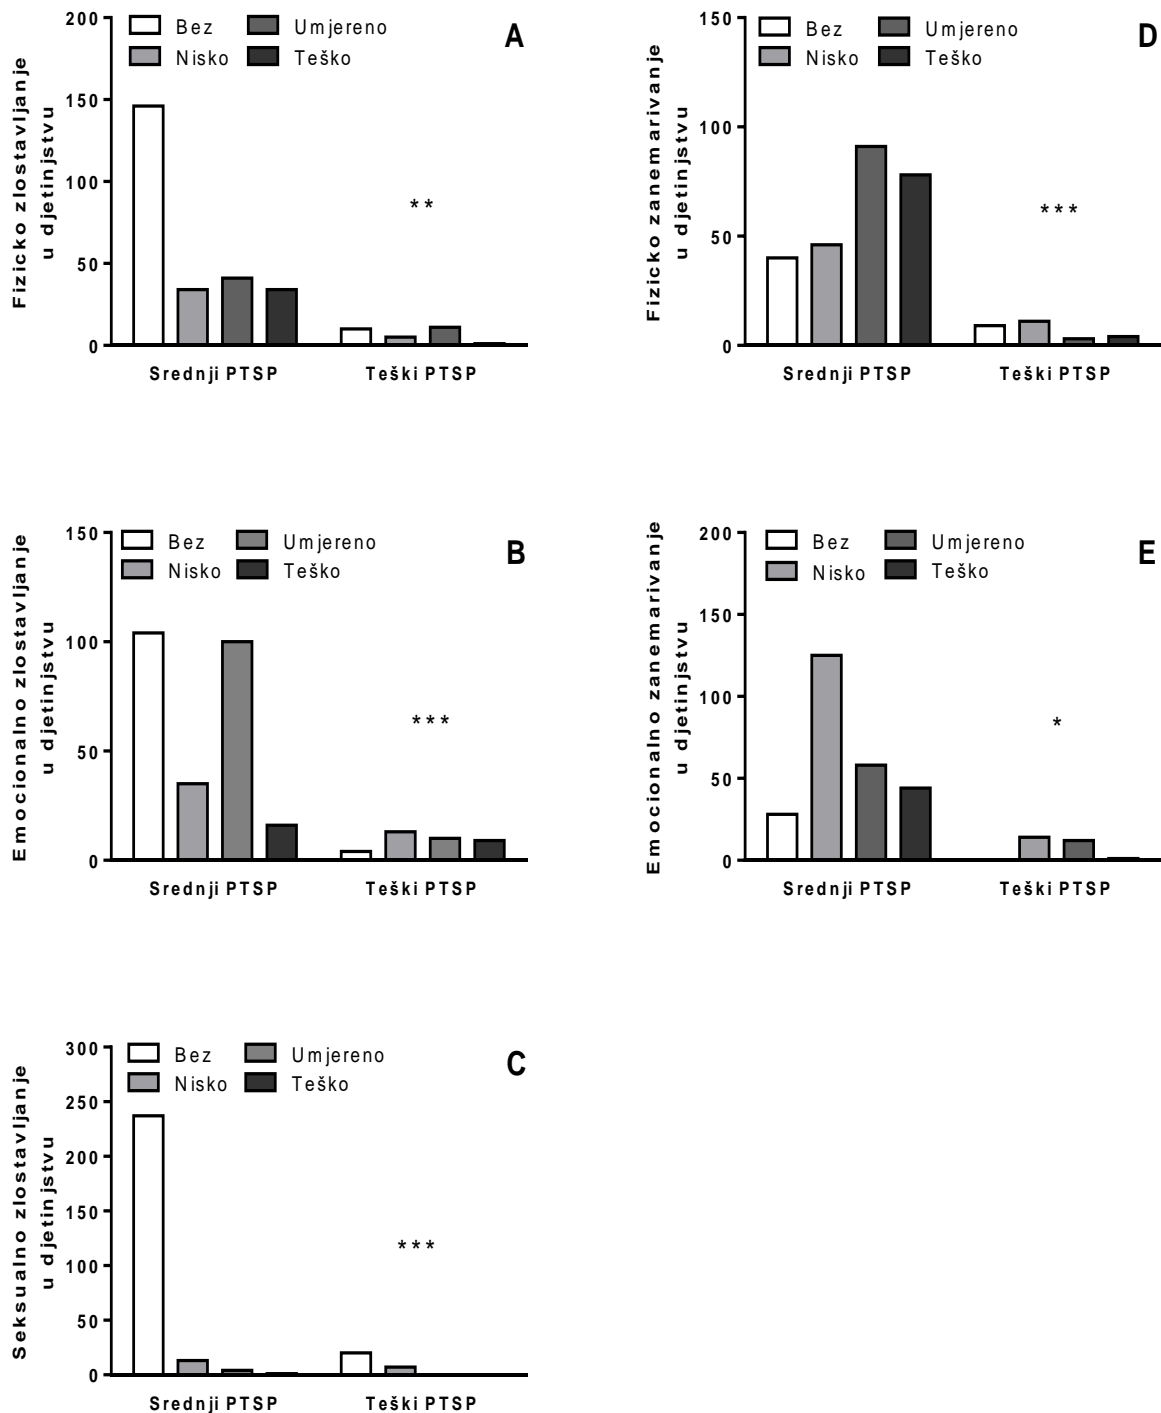 Fizicko zlostavljanje
u djetinjstvu
200
150
100
50
0
Bez
Umjereno
Nisko
Teško
A
**
Srednji PTSP
Teški PTSP
Fizicko zanemarivanje
u djetinjstvu
150
100
50
0
Bez
Umjereno
Nisko
Teško
D
***
Srednji PTSP
Teški PTSP
Emocionalno zlostavljanje
u djetinjstvu
150
100
50
0
Bez
Umjereno
Nisko
Teško
B
***
Srednji PTSP
Teški PTSP
Emocionalno zanemarivanje
u djetinjstvu
200
150
100
50
0
Bez
Umjereno
Nisko
Teško
E
*
Srednji PTSP
Teški PTSP
Seksualno zlostavljanje
u djetinjstvu
300
250
200
150
100
50
0
Bez
Umjereno
Nisko
Teško
C
***
Srednji PTSP
Teški PTSP